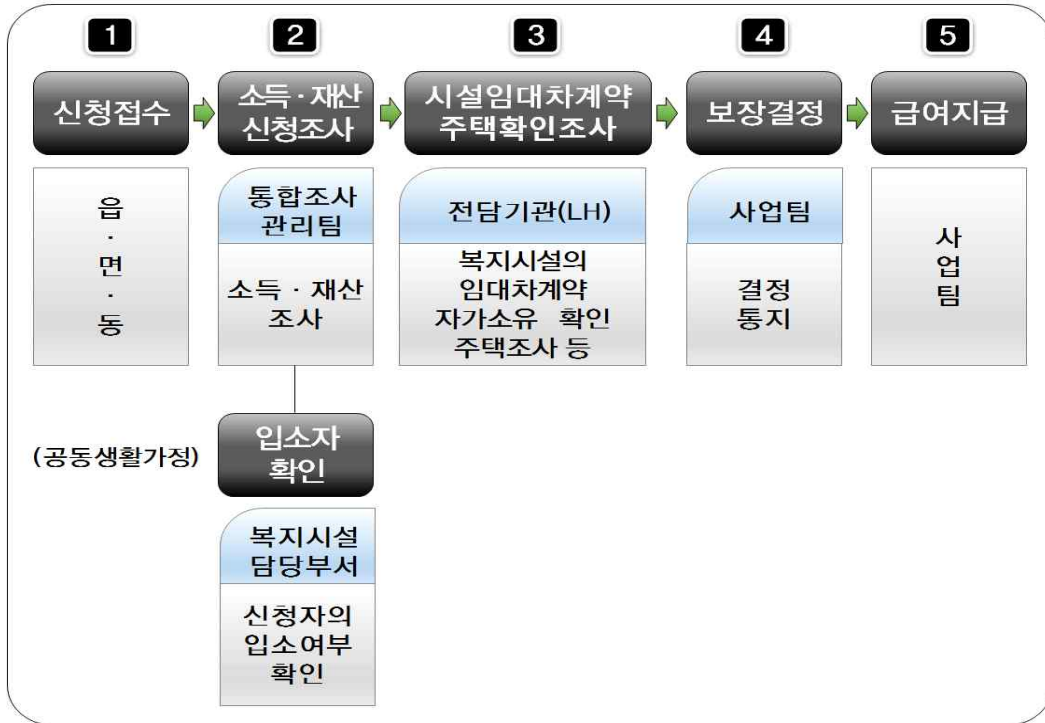 1
2
3
4
5
신청접수
소득 · 재산
신청조사
시설임대차계약
주택확인조사
보장결정
급여지급
읍
·
면
·
동
통합조사
관리팀
소득 · 재산
조사
전담기관(LH)
복지시설의
임대차계약
자가소유 확인
주택조사 등
사업팀
결정
통지
사
업
팀
(공동생활가정)
입소자
확인
복지시설
담당부서
신청자의
입소여부
확인